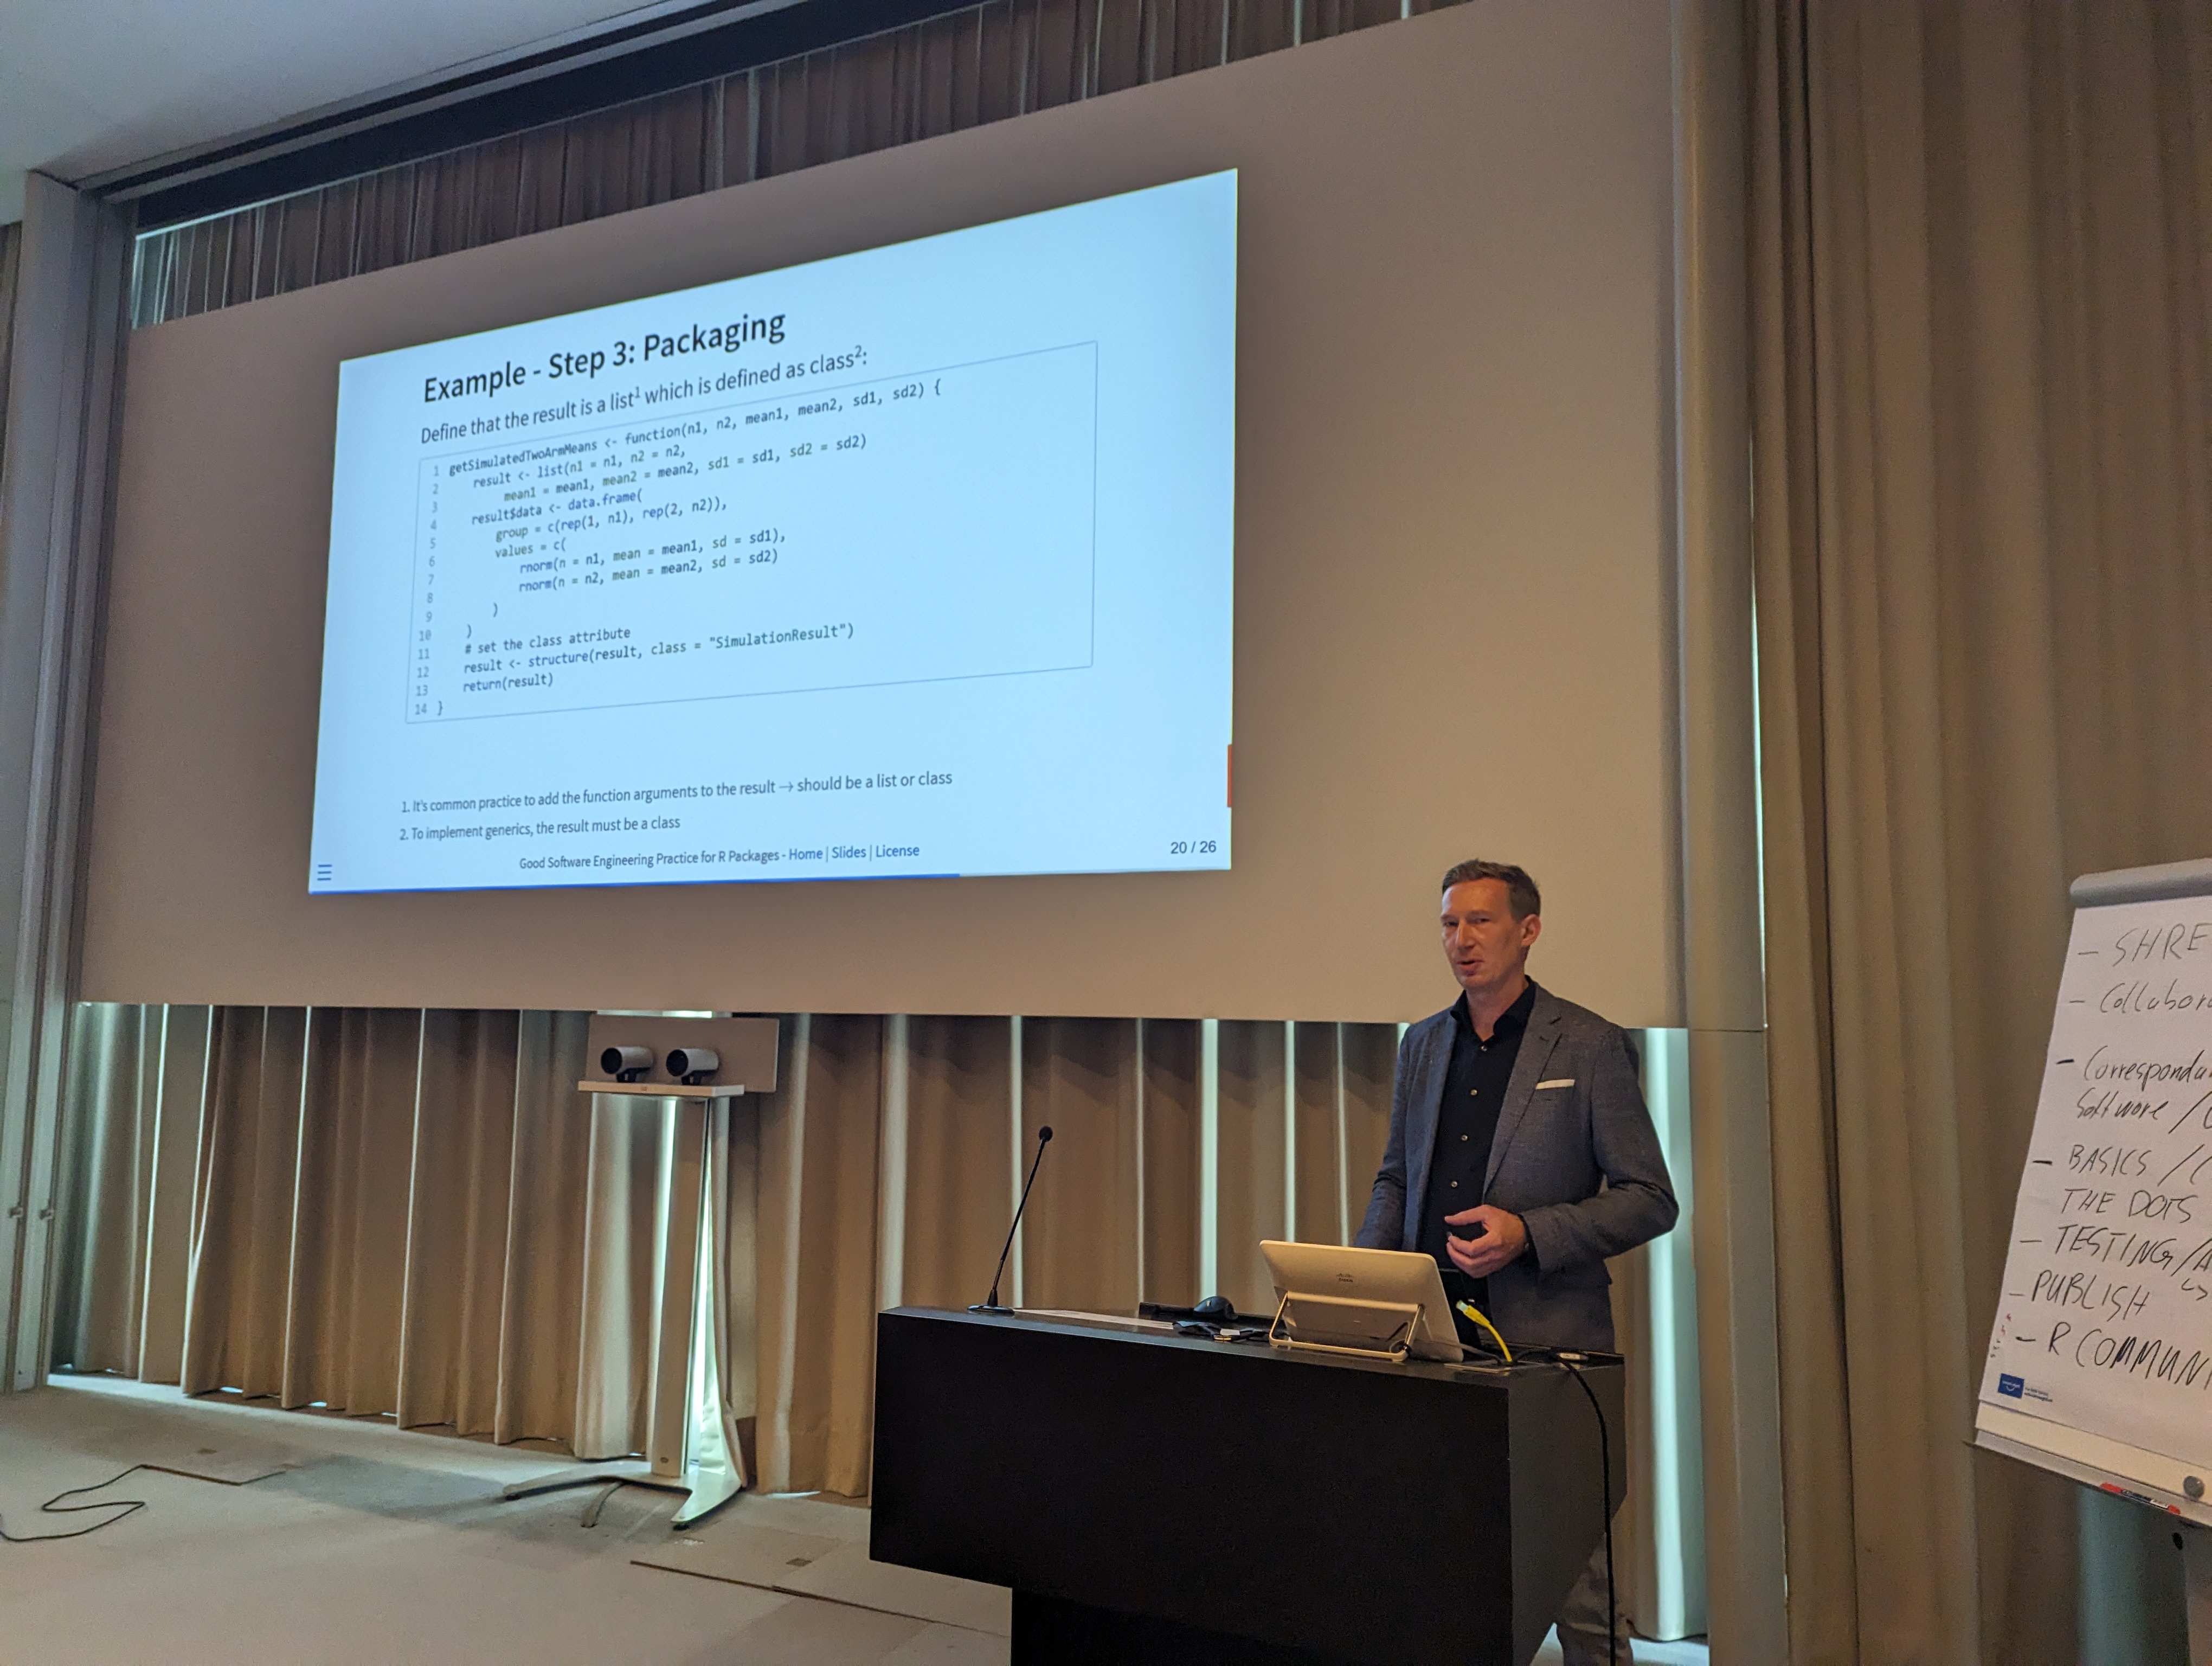 Example - Step 3: Packaging
Define that the result is a list¹ which is defined as class²:
1 getSimulatedTwoArmMeans <- function(n1, n2, mean1, mean2, sd1, sd2) {
2 result <- list(n1 = n1, n2 = n2,
3 mean1 = mean1, mean2 = mean2, sd1 = sd1, sd2 = sd2)
4 result$data <- data.frame(
5 group = c(rep(1, n1), rep(2, n2)),
6 values = c(
7 rnorm(n = n1, mean = mean1, sd = sd1),
8 rnorm(n = n2, mean = mean2, sd = sd2)
9 )
10 )
11 # set the class attribute
12 result <- structure(result, class = "SimulationResult")
13 return(result)
14 }
1. It's common practice to add the function arguments to the result → should be a list or class
2. To implement generics, the result must be a class
Good Software Engineering Practice for R Packages - Home | Slides | License
20 / 26
- SHRE
- Collabor
- Corresponda
Software /
- BASICS /
THE DOTS
- TESTING /A
- PUBLISH
- R COMMUN